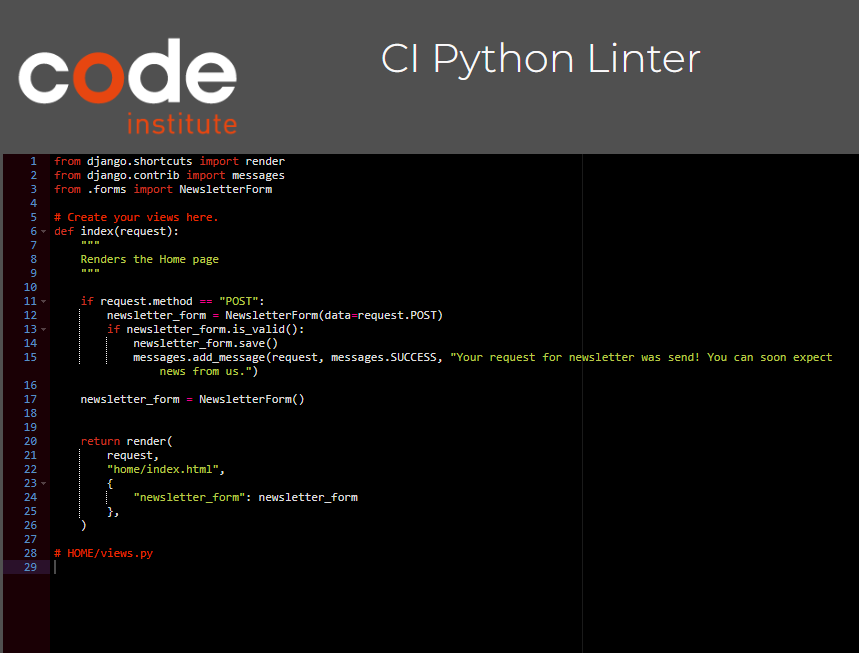 code
institute
CI Python Linter
1 from django.shortcuts import render
2 from django.contrib import messages
3 from .forms import NewsletterForm
4
5 # Create your views here.
6 def index(request):
7     """
8     Renders the Home page
9     """
10
11     if request.method == "POST":
12         newsletter_form = NewsletterForm(data=request.POST)
13         if newsletter_form.is_valid():
14             newsletter_form.save()
15             messages.add_message(request, messages.SUCCESS, "Your request for newsletter was send! You can soon expect
                news from us.")
16
17     newsletter_form = NewsletterForm()
18
19
20     return render(
21         request,
22         "home/index.html",
23         {
24             "newsletter_form": newsletter_form
25         },
26     )
27
28 # HOME/views.py
29